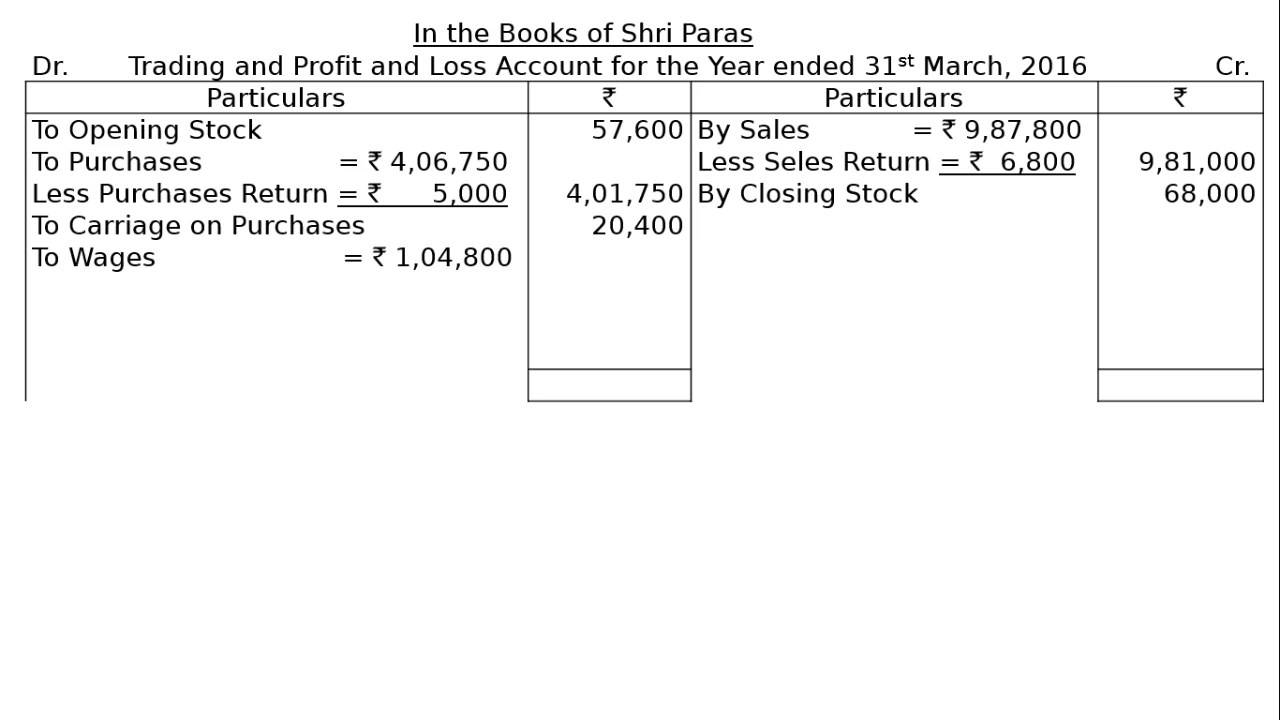 In the Books of Shri Paras
Dr. Trading and Profit and Loss Account for the Year ended 31st March, 2016 Cr.
Particulars ₹ Particulars ₹
To Opening Stock 57,600 By Sales = ₹ 9,87,800
To Purchases = ₹ 4,06,750 Less Seles Return = ₹ 6,800 9,81,000
Less Purchases Return = ₹ 5,000 4,01,750 By Closing Stock 68,000
To Carriage on Purchases 20,400
To Wages = ₹ 1,04,800